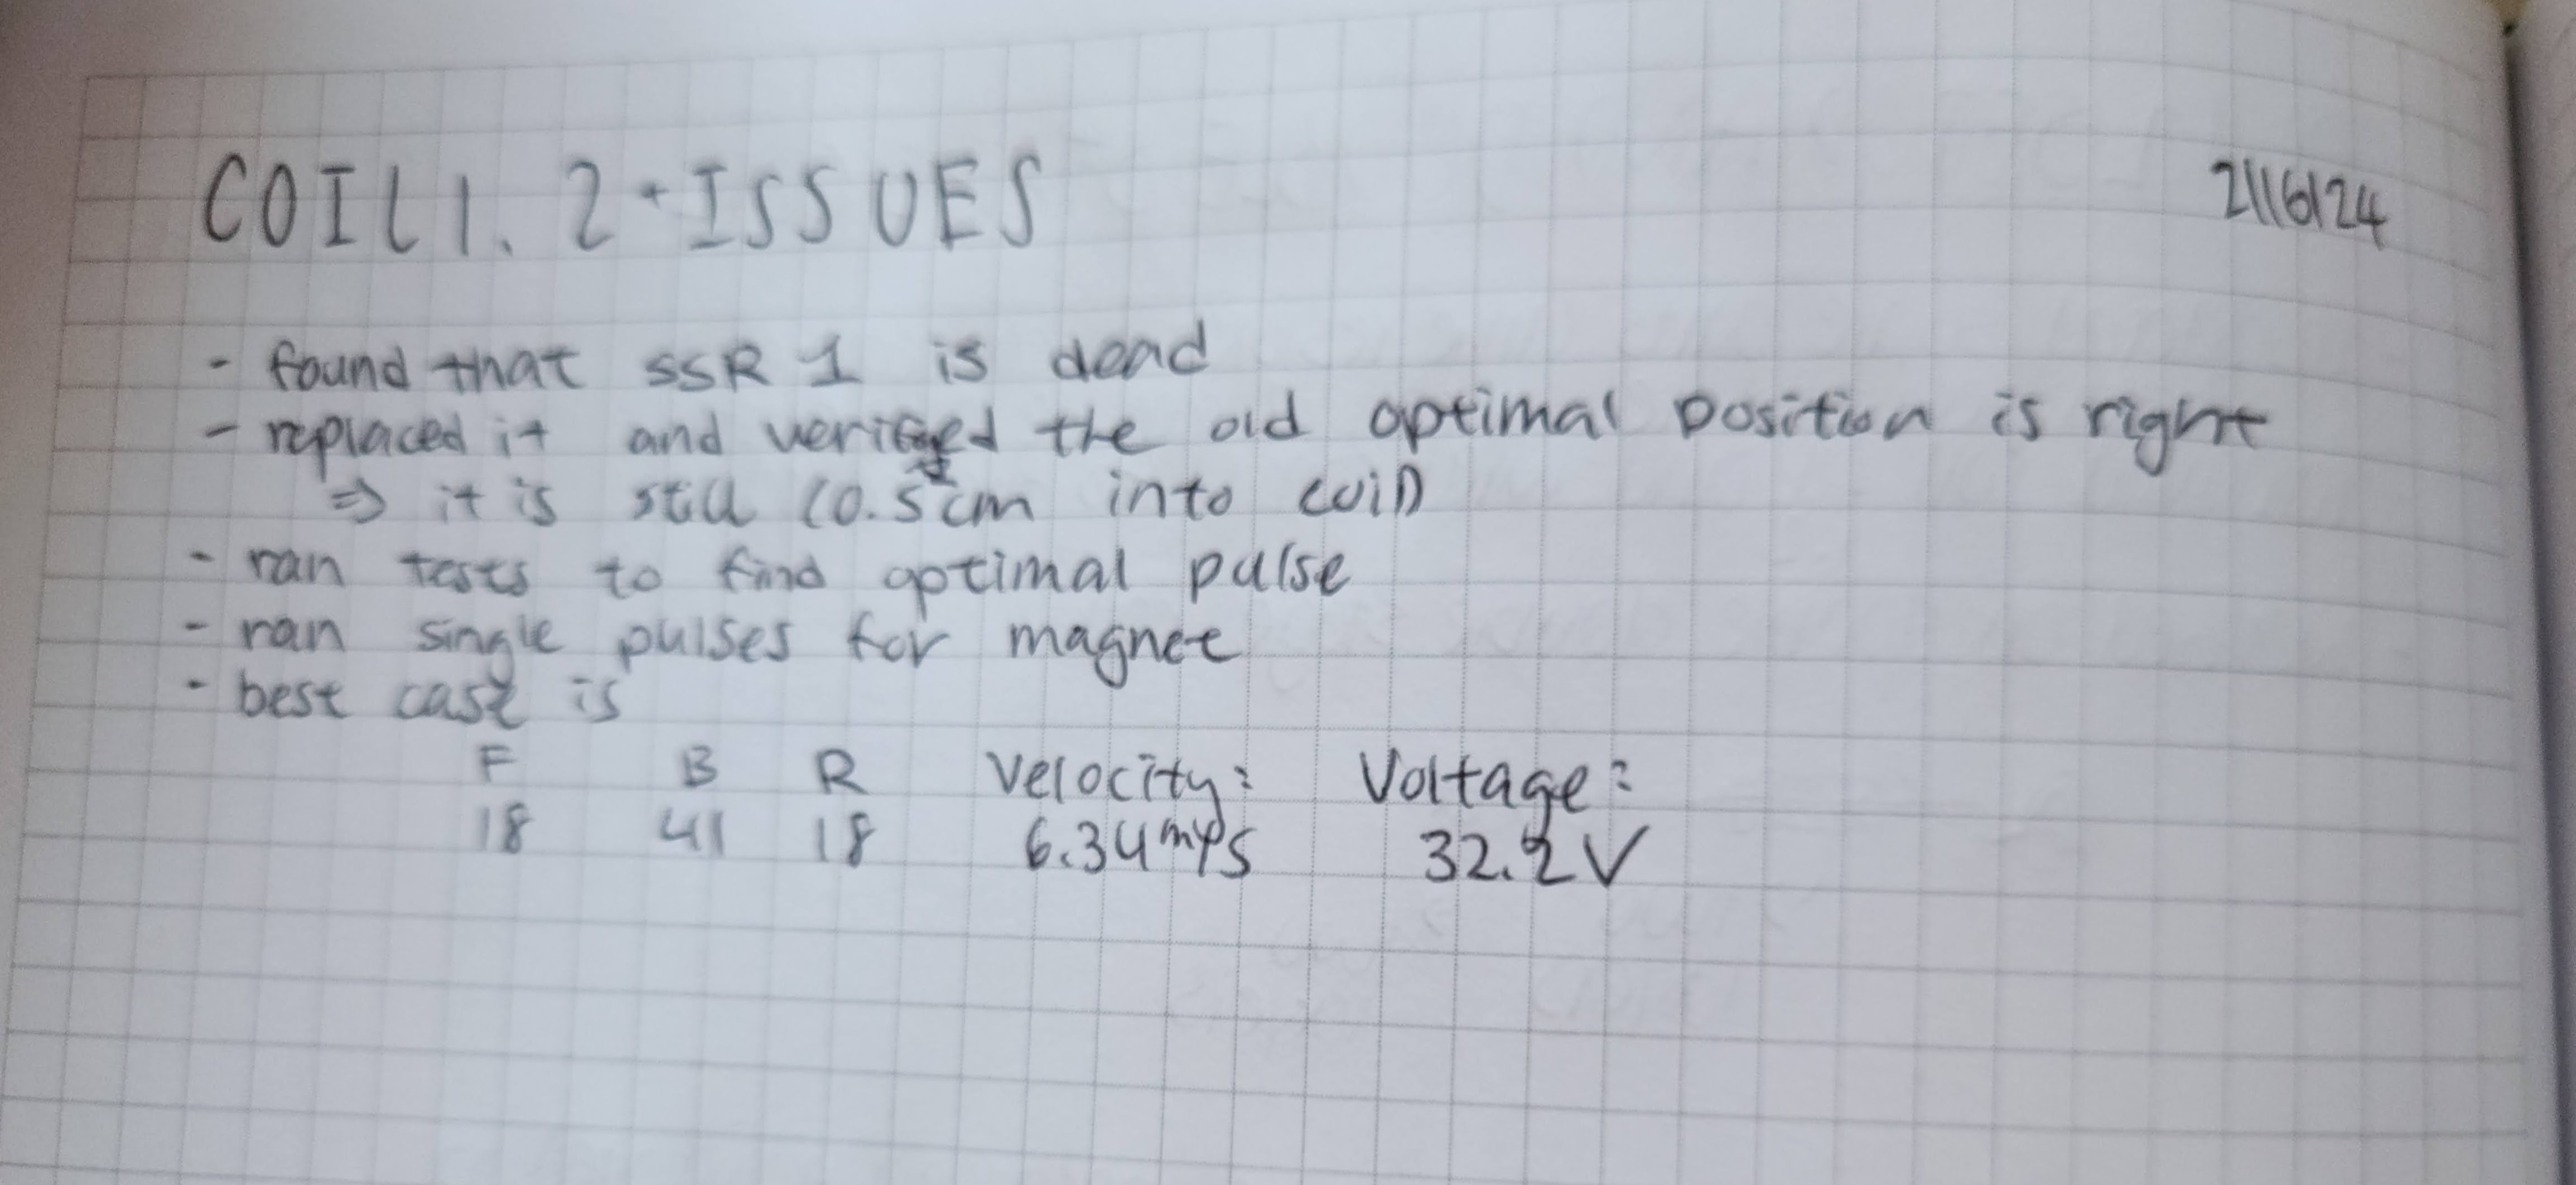 COIL 1.2 - ISSUES
2/16/24
- found that SSR 1 is dead
- replaced it and verified the old optimal position is right
⇒ it is still 10.5cm into coil
- ran tests to find optimal pulse
- ran single pulses for magnet
- best case is
F B R Velocity: Voltage:
18 41 18 6.34mps 32.2V